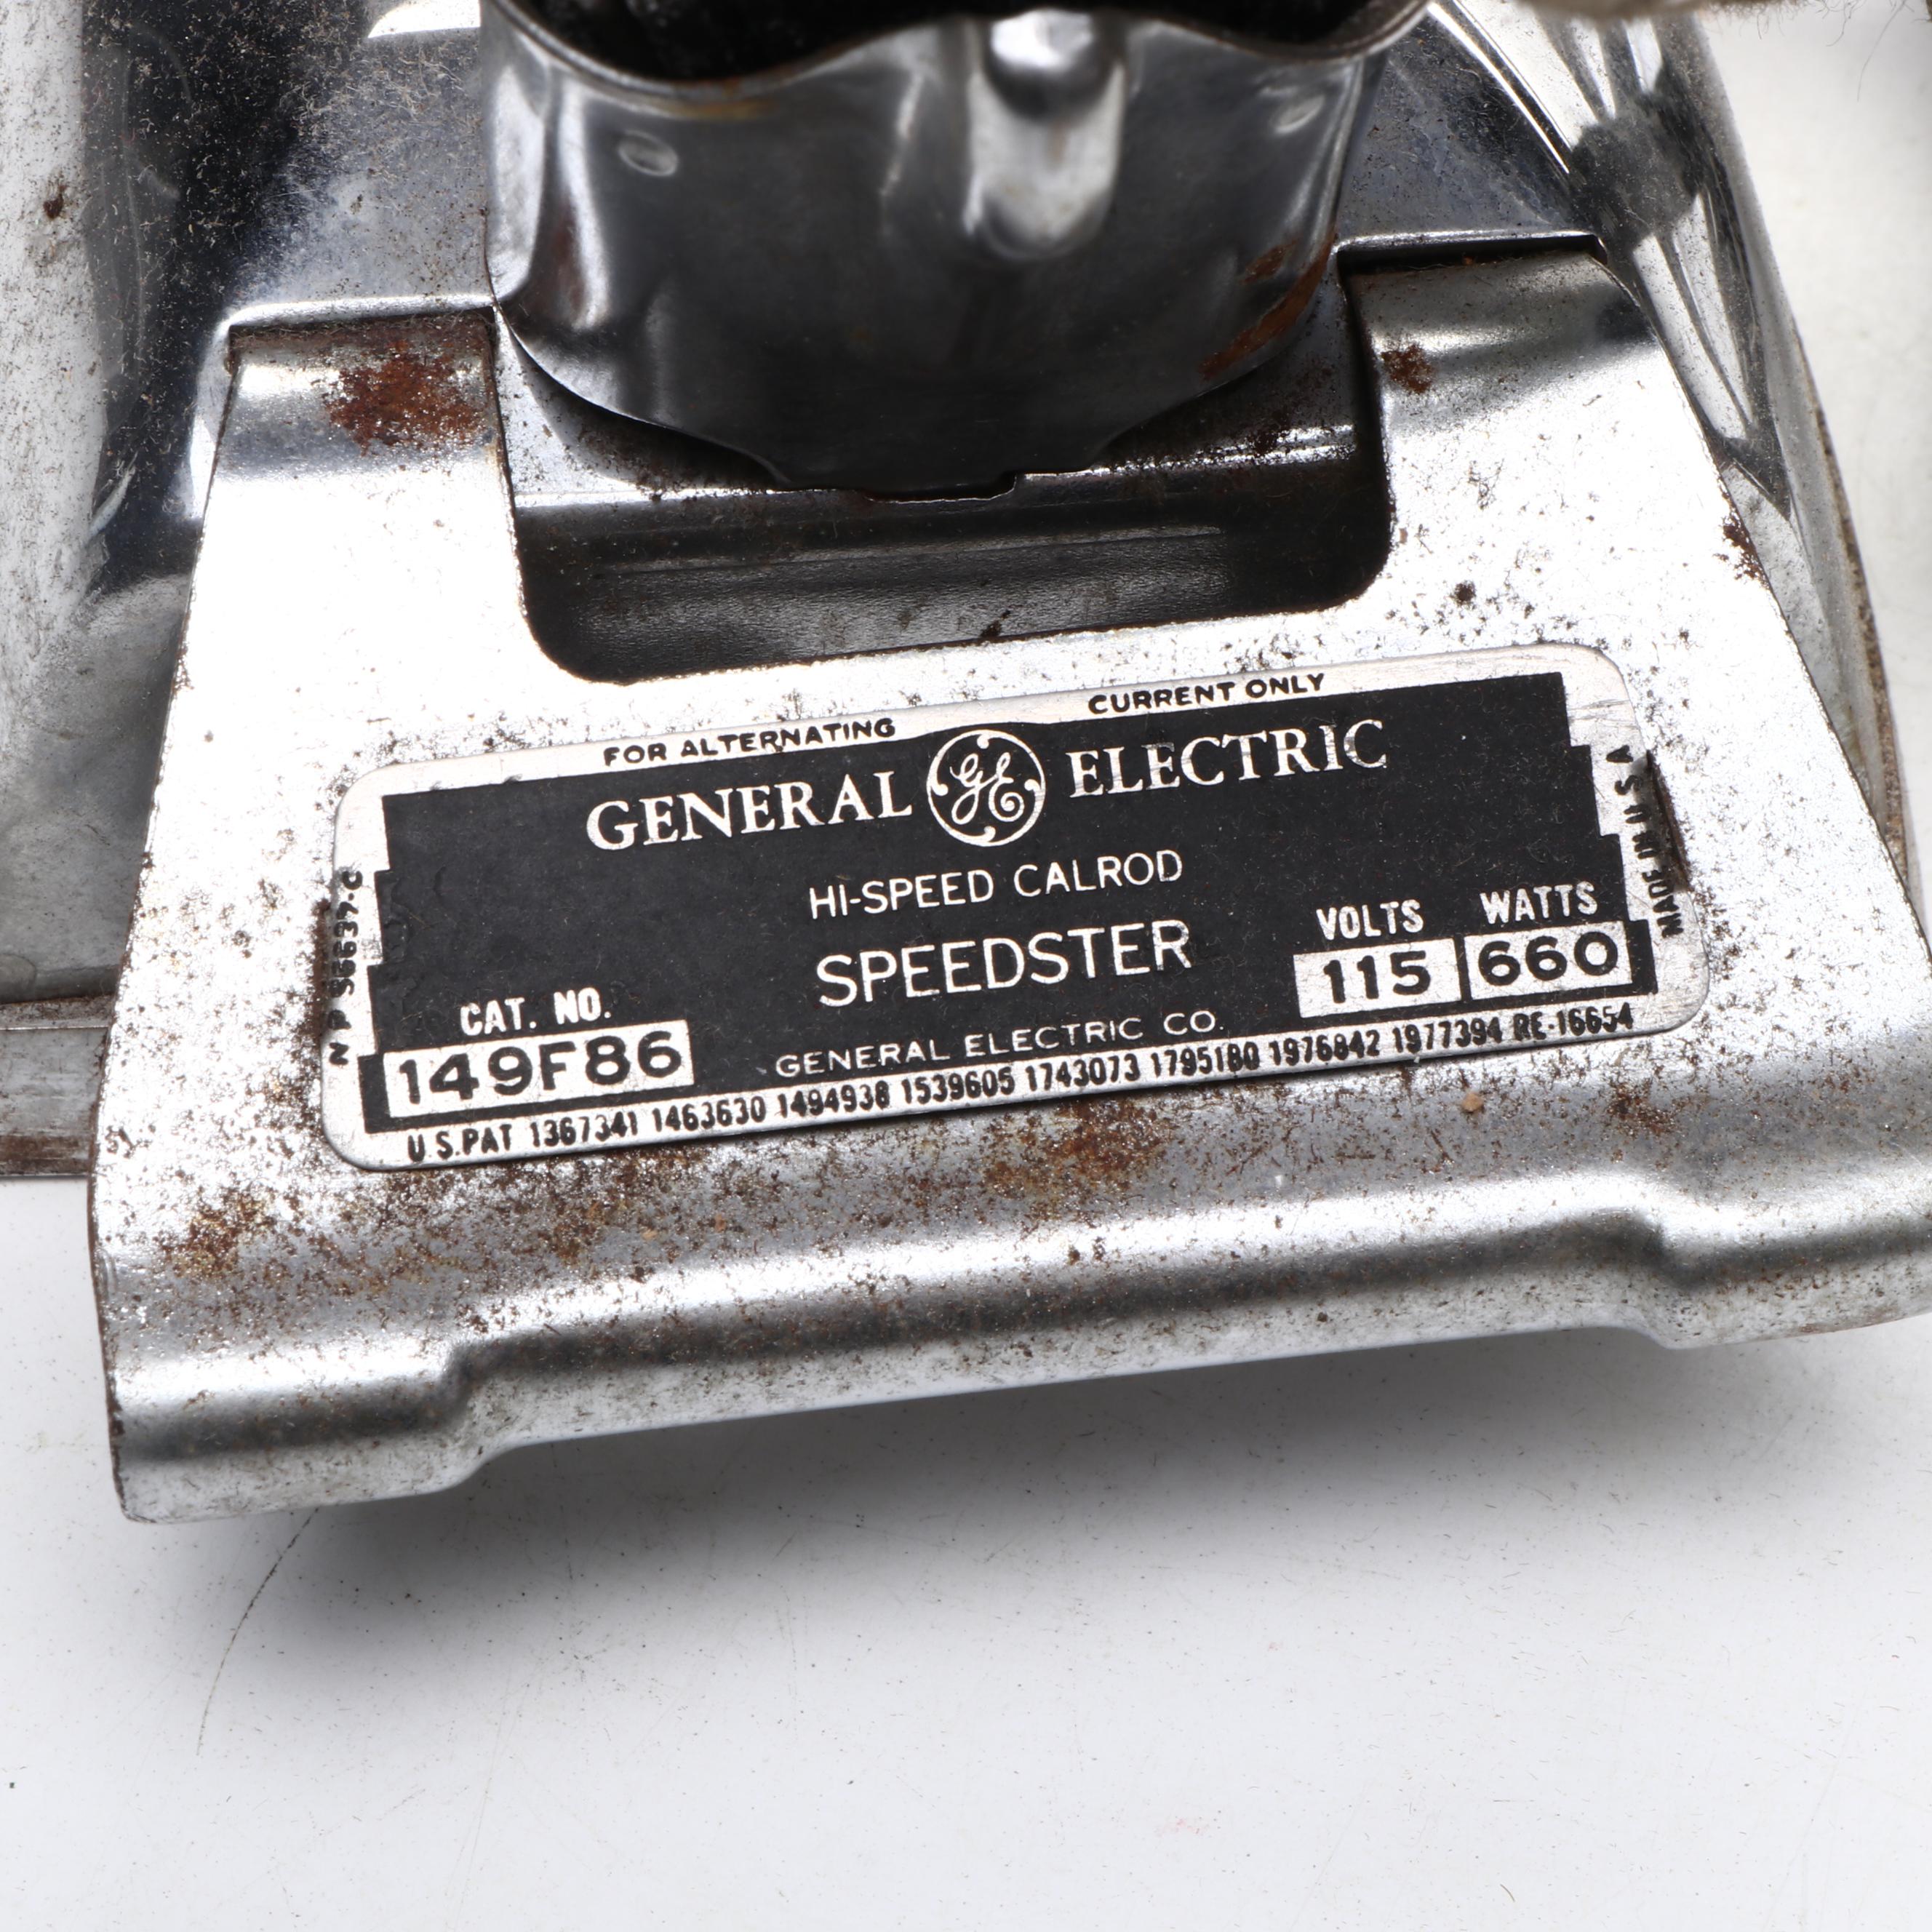 FOR ALTERNATING CURRENT ONLY
GENERAL GE ELECTRIC
HI-SPEED CALROD
SPEEDSTER
VOLTS WATTS
115 660
CAT. NO.
149F86
GENERAL ELECTRIC CO.
U.S.PAT 1367341 1463630 1494938 1539605 1743073 1795180 1976842 1977394 RE-16654
N P
MADE IN U.S.A